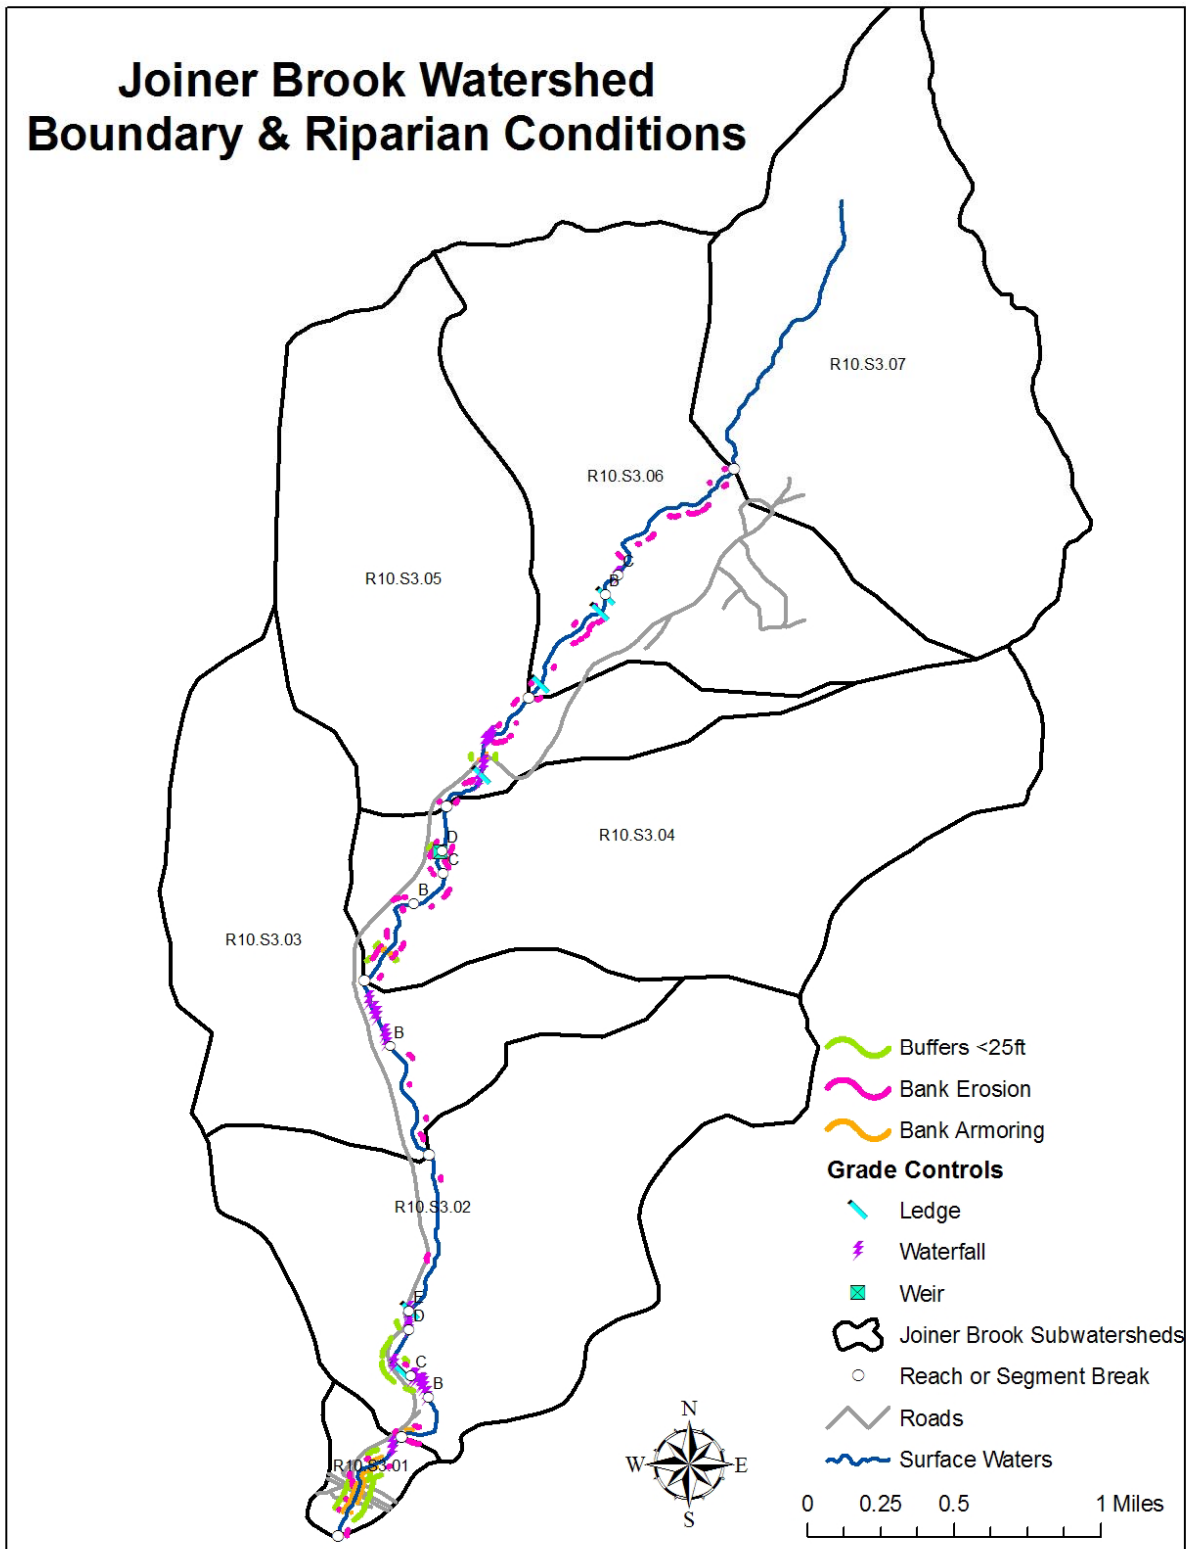 Joiner Brook Watershed
Boundary & Riparian Conditions
R10.S3.07
R10.S3.06
C
B
R10.S3.05
R10.S3.04
D
C
B
R10.S3.03
B
R10.S3.02
E
D
C
B
R10.S3.01
Buffers <25ft
Bank Erosion
Bank Armoring
Grade Controls
Ledge
Waterfall
Weir
Joiner Brook Subwatersheds
Reach or Segment Break
Roads
Surface Waters
N
W E
S
0 0.25 0.5 1 Miles